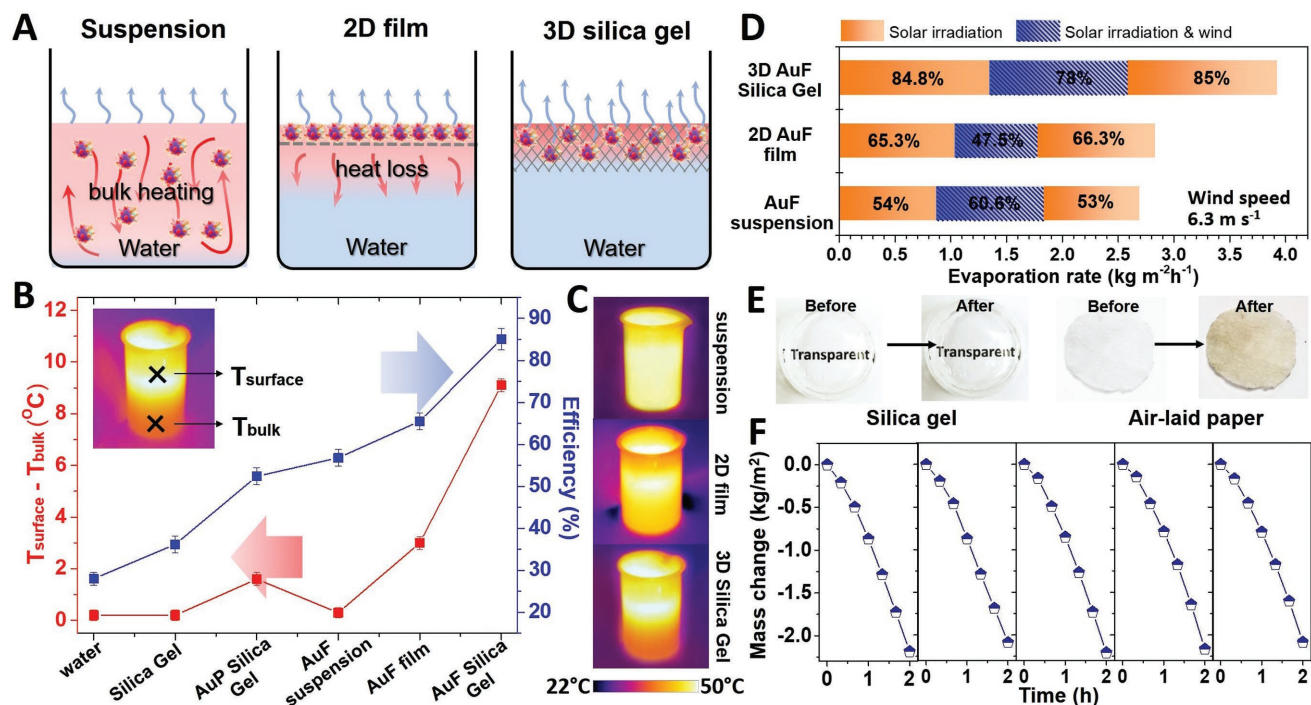 A
Suspension
bulk heating
Water
2D film
heat loss
Water
3D silica gel
Water
D
Solar irradiation
Solar irradiation & wind
3D AuF
Silica Gel
84.8%
78%
85%
2D AuF
film
65.3%
47.5%
66.3%
AuF
suspension
54%
60.6%
53%
Wind speed
6.3 m s⁻¹
0.0 0.5 1.0 1.5 2.0 2.5 3.0 3.5 4.0
Evaporation rate (kg m⁻²h⁻¹)
B
Tsurface - Tbulk (°C)
12
10
8
6
4
2
0
Tsurface
Tbulk
90
80
70
60
50
40
30
20
Efficiency (%)
water
Silica Gel
AuP Silica
Gel
AuF
suspension
AuF film
AuF Silica
Gel
C
suspension
2D film
3D Silica Gel
22°C
50°C
E
Before
Transparent
After
Transparent
Before
After
Silica gel
Air-laid paper
F
Mass change (kg/m²)
0.0
-0.5
-1.0
-1.5
-2.0
0 1 2 0 1 2 0 1 2 0 1 2 0 1 2
Time (h)